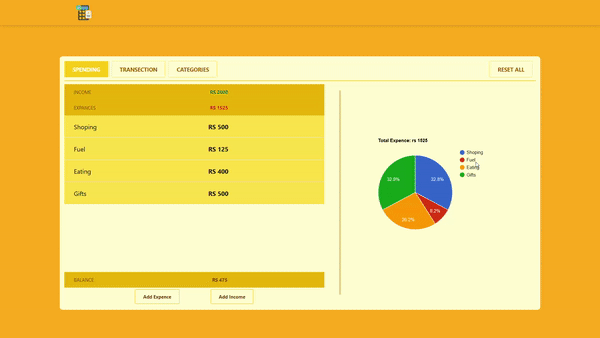 SPENDING TRANSECTION CATEGORIES RESET ALL
INCOME RS 2000
EXPANCES RS 1525
Shoping RS 500
Fuel RS 125
Eating RS 400
Gifts RS 500
BALANCE RS 475
Add Expence Add Income
Total Expence: rs 1525
Shoping
Fuel
Eating
Gifts
32.8% 32.8%
8.2%
26.2%